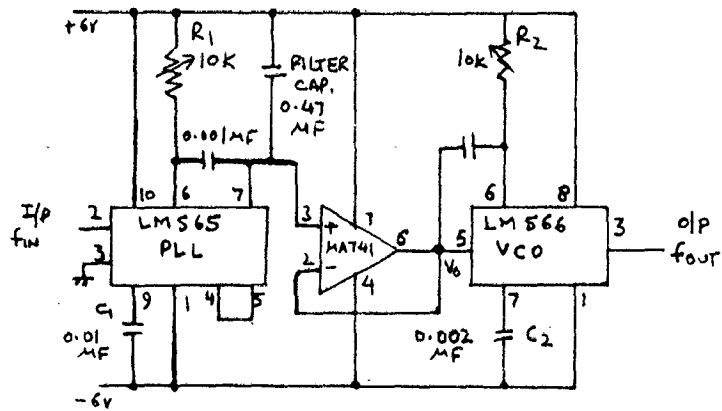 +6V
R1
10K
FILTER
CAP.
0.47
MF
R2
10K
0.001MF
10
6
7
I/P
fIN
2
3
LM565
PLL
9
1
4
5
C1
0.01
MF
3
+
MA741
2
-
7
4
6
V0
5
6
8
LM566
VCO
3
O/P
fOUT
7
1
0.002
MF
C2
-6V